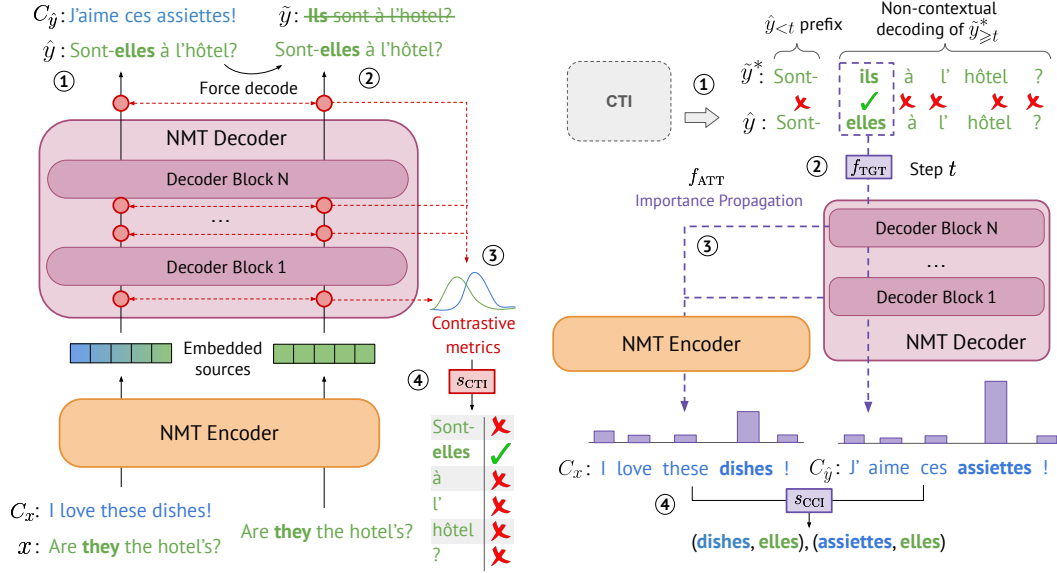 C_ŷ: J'aime ces assiettes!
ŷ: Sont-elles à l'hôtel?
ỹ: Ils sont à l'hotel?
Sont-elles à l'hôtel?
①
②
Force decode
NMT Decoder
Decoder Block N
...
Decoder Block 1
③
Contrastive
metrics
Embedded
sources
④
s_CTI
NMT Encoder
Sont- ✗
elles ✓
à ✗
l' ✗
hôtel ✗
? ✗
C_x: I love these dishes!
x: Are they the hotel's?
Are they the hotel's?
ŷ_<t prefix
Non-contextual
decoding of ỹ*_⩾t
CTI
①
ỹ*: Sont- ils à l' hôtel ?
✗ ✓ ✗ ✗ ✗ ✗
ŷ: Sont- elles à l' hôtel ?
②
f_TGT
Step t
f_ATT
Importance Propagation
③
Decoder Block N
...
Decoder Block 1
NMT Decoder
NMT Encoder
C_x: I love these dishes !
C_ŷ: J' aime ces assiettes !
④
s_CCI
(dishes, elles), (assiettes, elles)